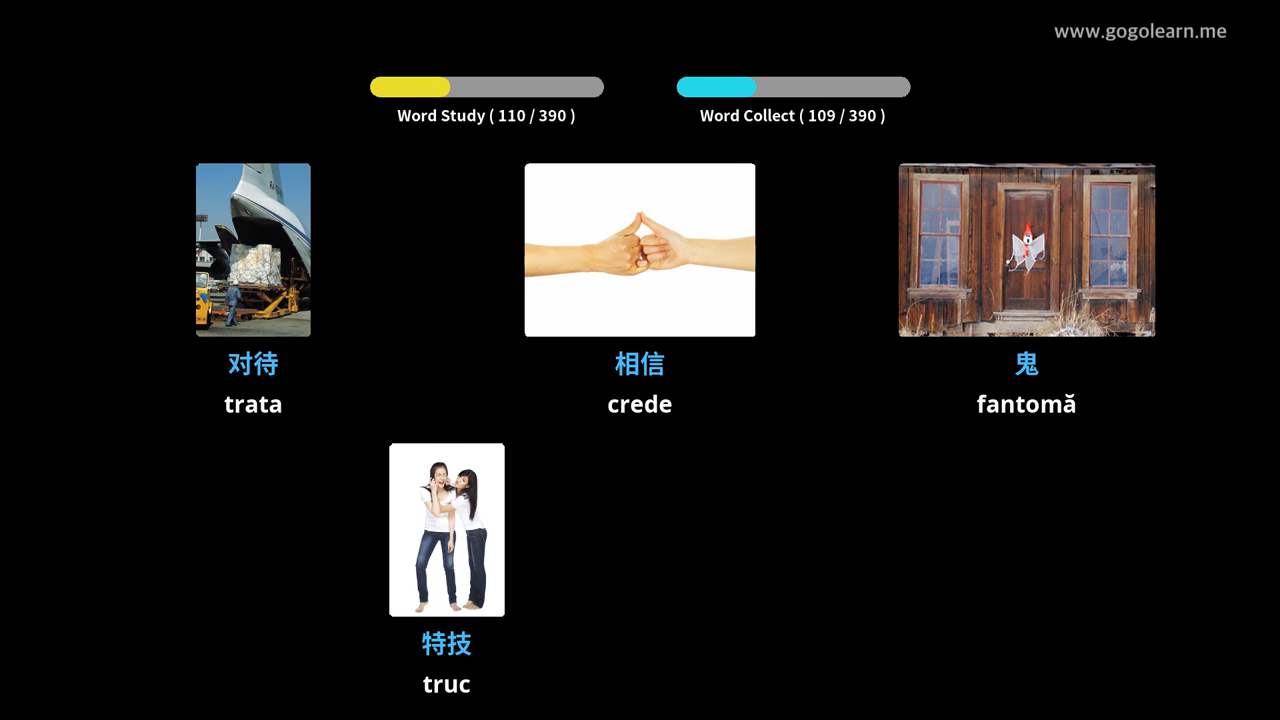 www.gogolearn.me
Word Study ( 110 / 390 )
Word Collect ( 109 / 390 )
对待
trata
相信
crede
鬼
fantomă
特技
truc